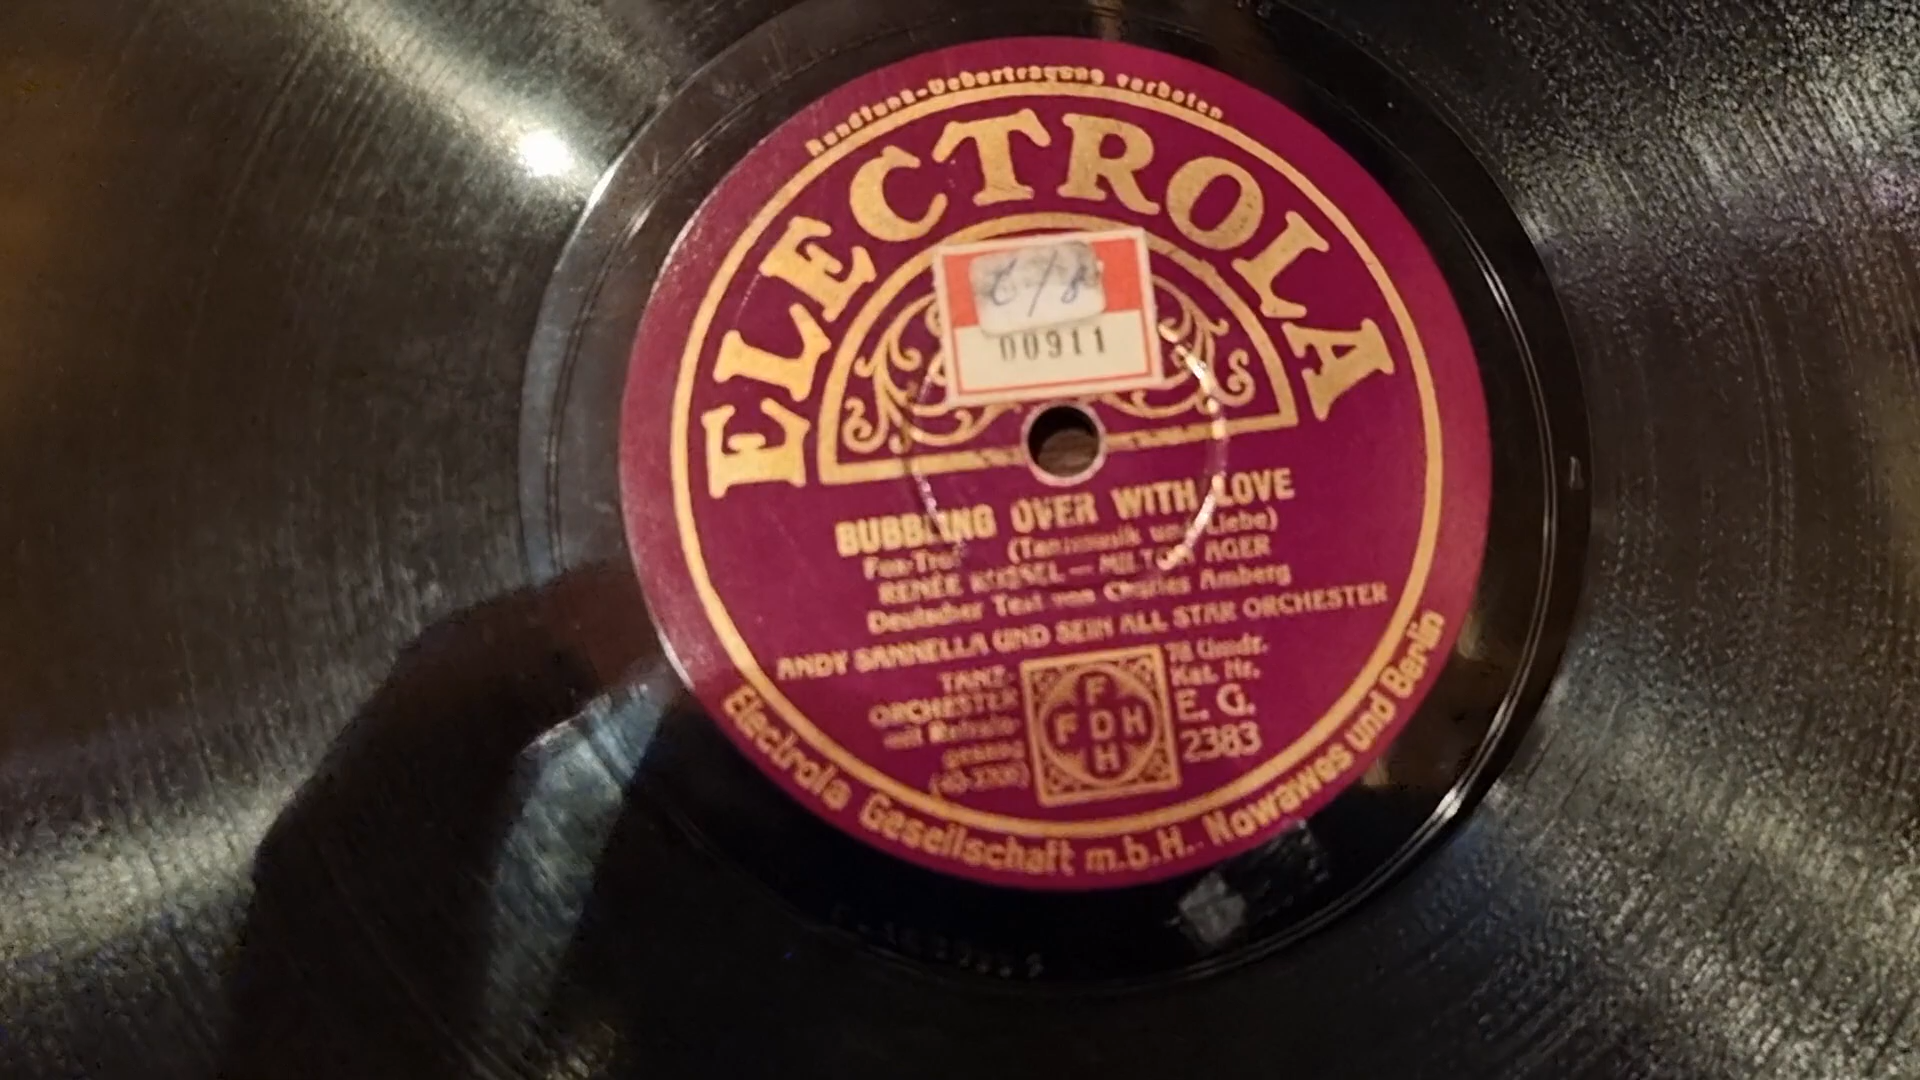 Rundfunk-Uebertragung verboten
ELECTROLA
00911
BUBBLING OVER WITH LOVE
Fox-Trot (Tanzmusik und Liebe)
RENÉE — MILTON AGER
Deutscher Text von Charles Amberg
ANDY SANNELLA UND SEIN ALL STAR ORCHESTER
TANZ-
ORCHESTER
mit Refrain-
gesang
78 Umdr.
Kat. Nr.
E. G.
2383
F
F D H
H
Electrola Gesellschaft m.b.H. Nowawes und Berlin